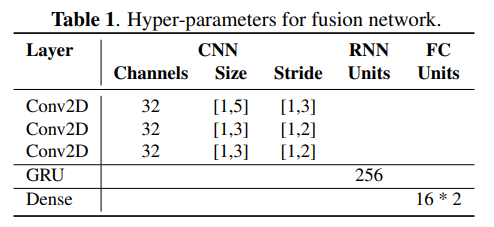 Table 1. Hyper-parameters for fusion network.
Layer CNN RNN FC
Channels Size Stride Units Units
Conv2D 32 [1,5] [1,3]
Conv2D 32 [1,3] [1,2]
Conv2D 32 [1,3] [1,2]
GRU 256
Dense 16 * 2